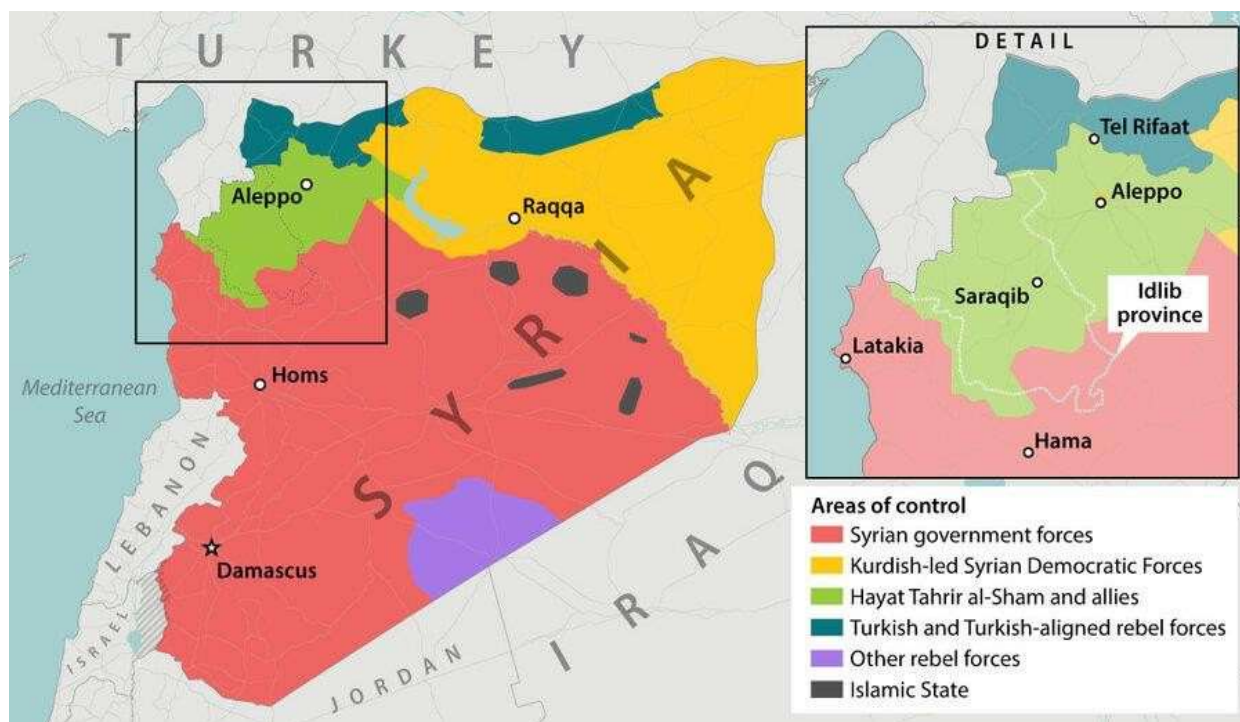 TURKEY
Aleppo
Raqqa
SYRIA
Homs
Mediterranean
Sea
LEBANON
Damascus
ISRAEL
JORDAN
IRAQ
DETAIL
Tel Rifaat
Aleppo
Saraqib
Idlib
province
Latakia
Hama
Areas of control
Syrian government forces
Kurdish-led Syrian Democratic Forces
Hayat Tahrir al-Sham and allies
Turkish and Turkish-aligned rebel forces
Other rebel forces
Islamic State